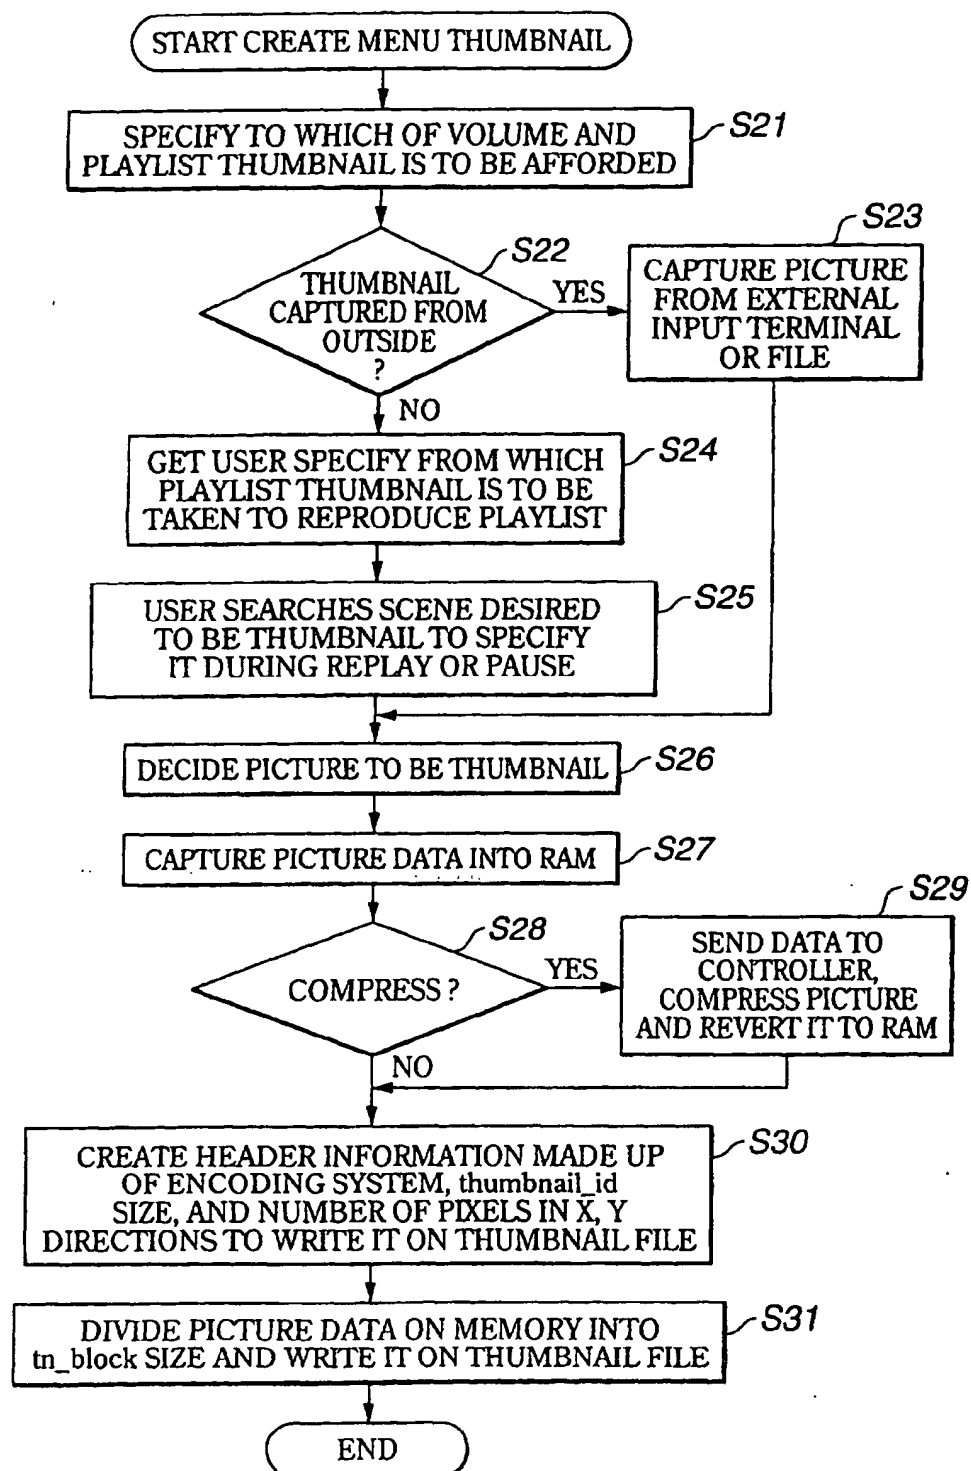 START CREATE MENU THUMBNAIL
SPECIFY TO WHICH OF VOLUME AND
PLAYLIST THUMBNAIL IS TO BE AFFORDED
S21
THUMBNAIL
CAPTURED FROM
OUTSIDE
?
S22
YES
NO
CAPTURE PICTURE
FROM EXTERNAL
INPUT TERMINAL
OR FILE
S23
GET USER SPECIFY FROM WHICH
PLAYLIST THUMBNAIL IS TO BE
TAKEN TO REPRODUCE PLAYLIST
S24
USER SEARCHES SCENE DESIRED
TO BE THUMBNAIL TO SPECIFY
IT DURING REPLAY OR PAUSE
S25
DECIDE PICTURE TO BE THUMBNAIL
S26
CAPTURE PICTURE DATA INTO RAM
S27
COMPRESS ?
S28
YES
NO
SEND DATA TO
CONTROLLER,
COMPRESS PICTURE
AND REVERT IT TO RAM
S29
CREATE HEADER INFORMATION MADE UP
OF ENCODING SYSTEM, thumbnail_id
SIZE, AND NUMBER OF PIXELS IN X, Y
DIRECTIONS TO WRITE IT ON THUMBNAIL FILE
S30
DIVIDE PICTURE DATA ON MEMORY INTO
tn_block SIZE AND WRITE IT ON THUMBNAIL FILE
S31
END